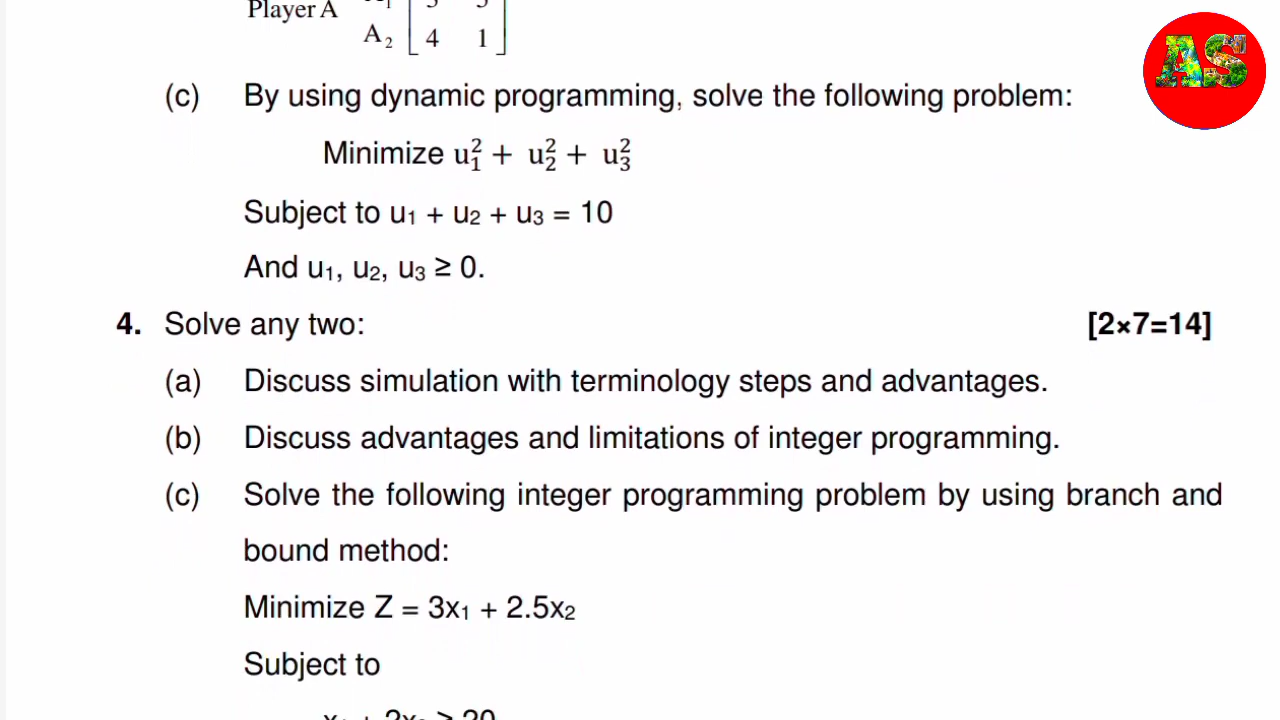 Player A
A₂ 4 1
AS
(c) By using dynamic programming, solve the following problem:
Minimize u₁² + u₂² + u₃²
Subject to u₁ + u₂ + u₃ = 10
And u₁, u₂, u₃ ≥ 0.
4. Solve any two: [2×7=14]
(a) Discuss simulation with terminology steps and advantages.
(b) Discuss advantages and limitations of integer programming.
(c) Solve the following integer programming problem by using branch and
bound method:
Minimize Z = 3x₁ + 2.5x₂
Subject to